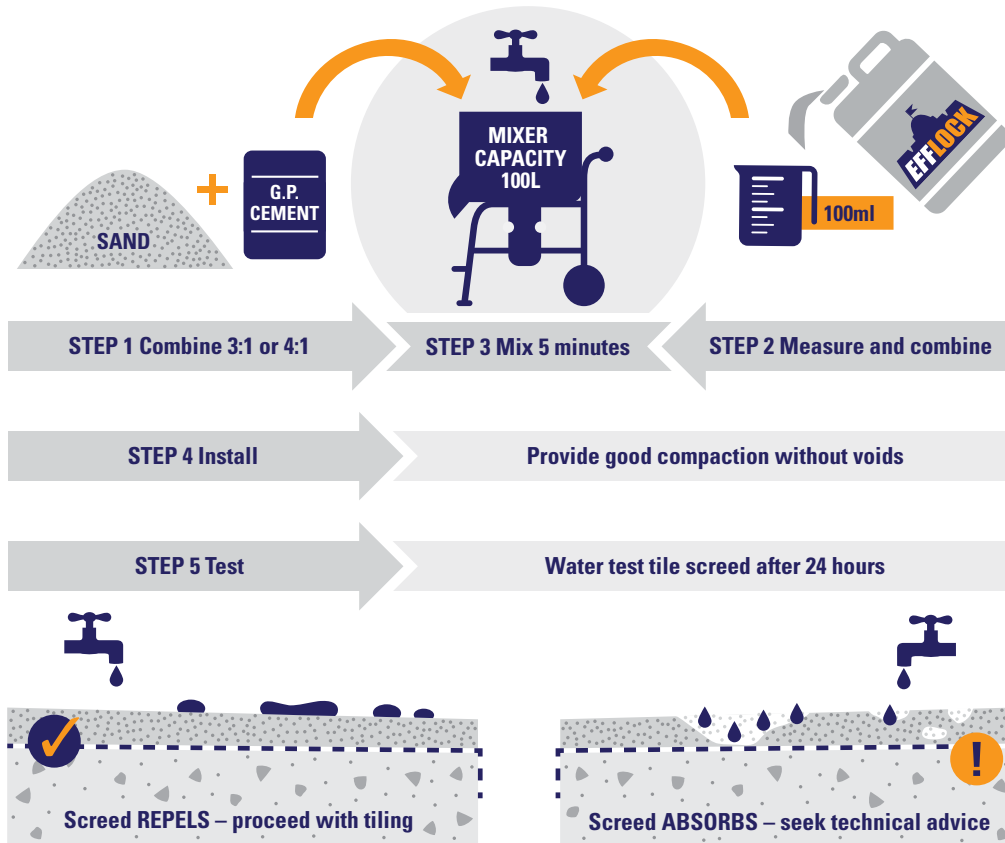 MIXER
CAPACITY
100L
G.P.
CEMENT
SAND
EFFLOCK
100ml
STEP 1 Combine 3:1 or 4:1
STEP 3 Mix 5 minutes
STEP 2 Measure and combine
STEP 4 Install
Provide good compaction without voids
STEP 5 Test
Water test tile screed after 24 hours
Screed REPELS – proceed with tiling
Screed ABSORBS – seek technical advice